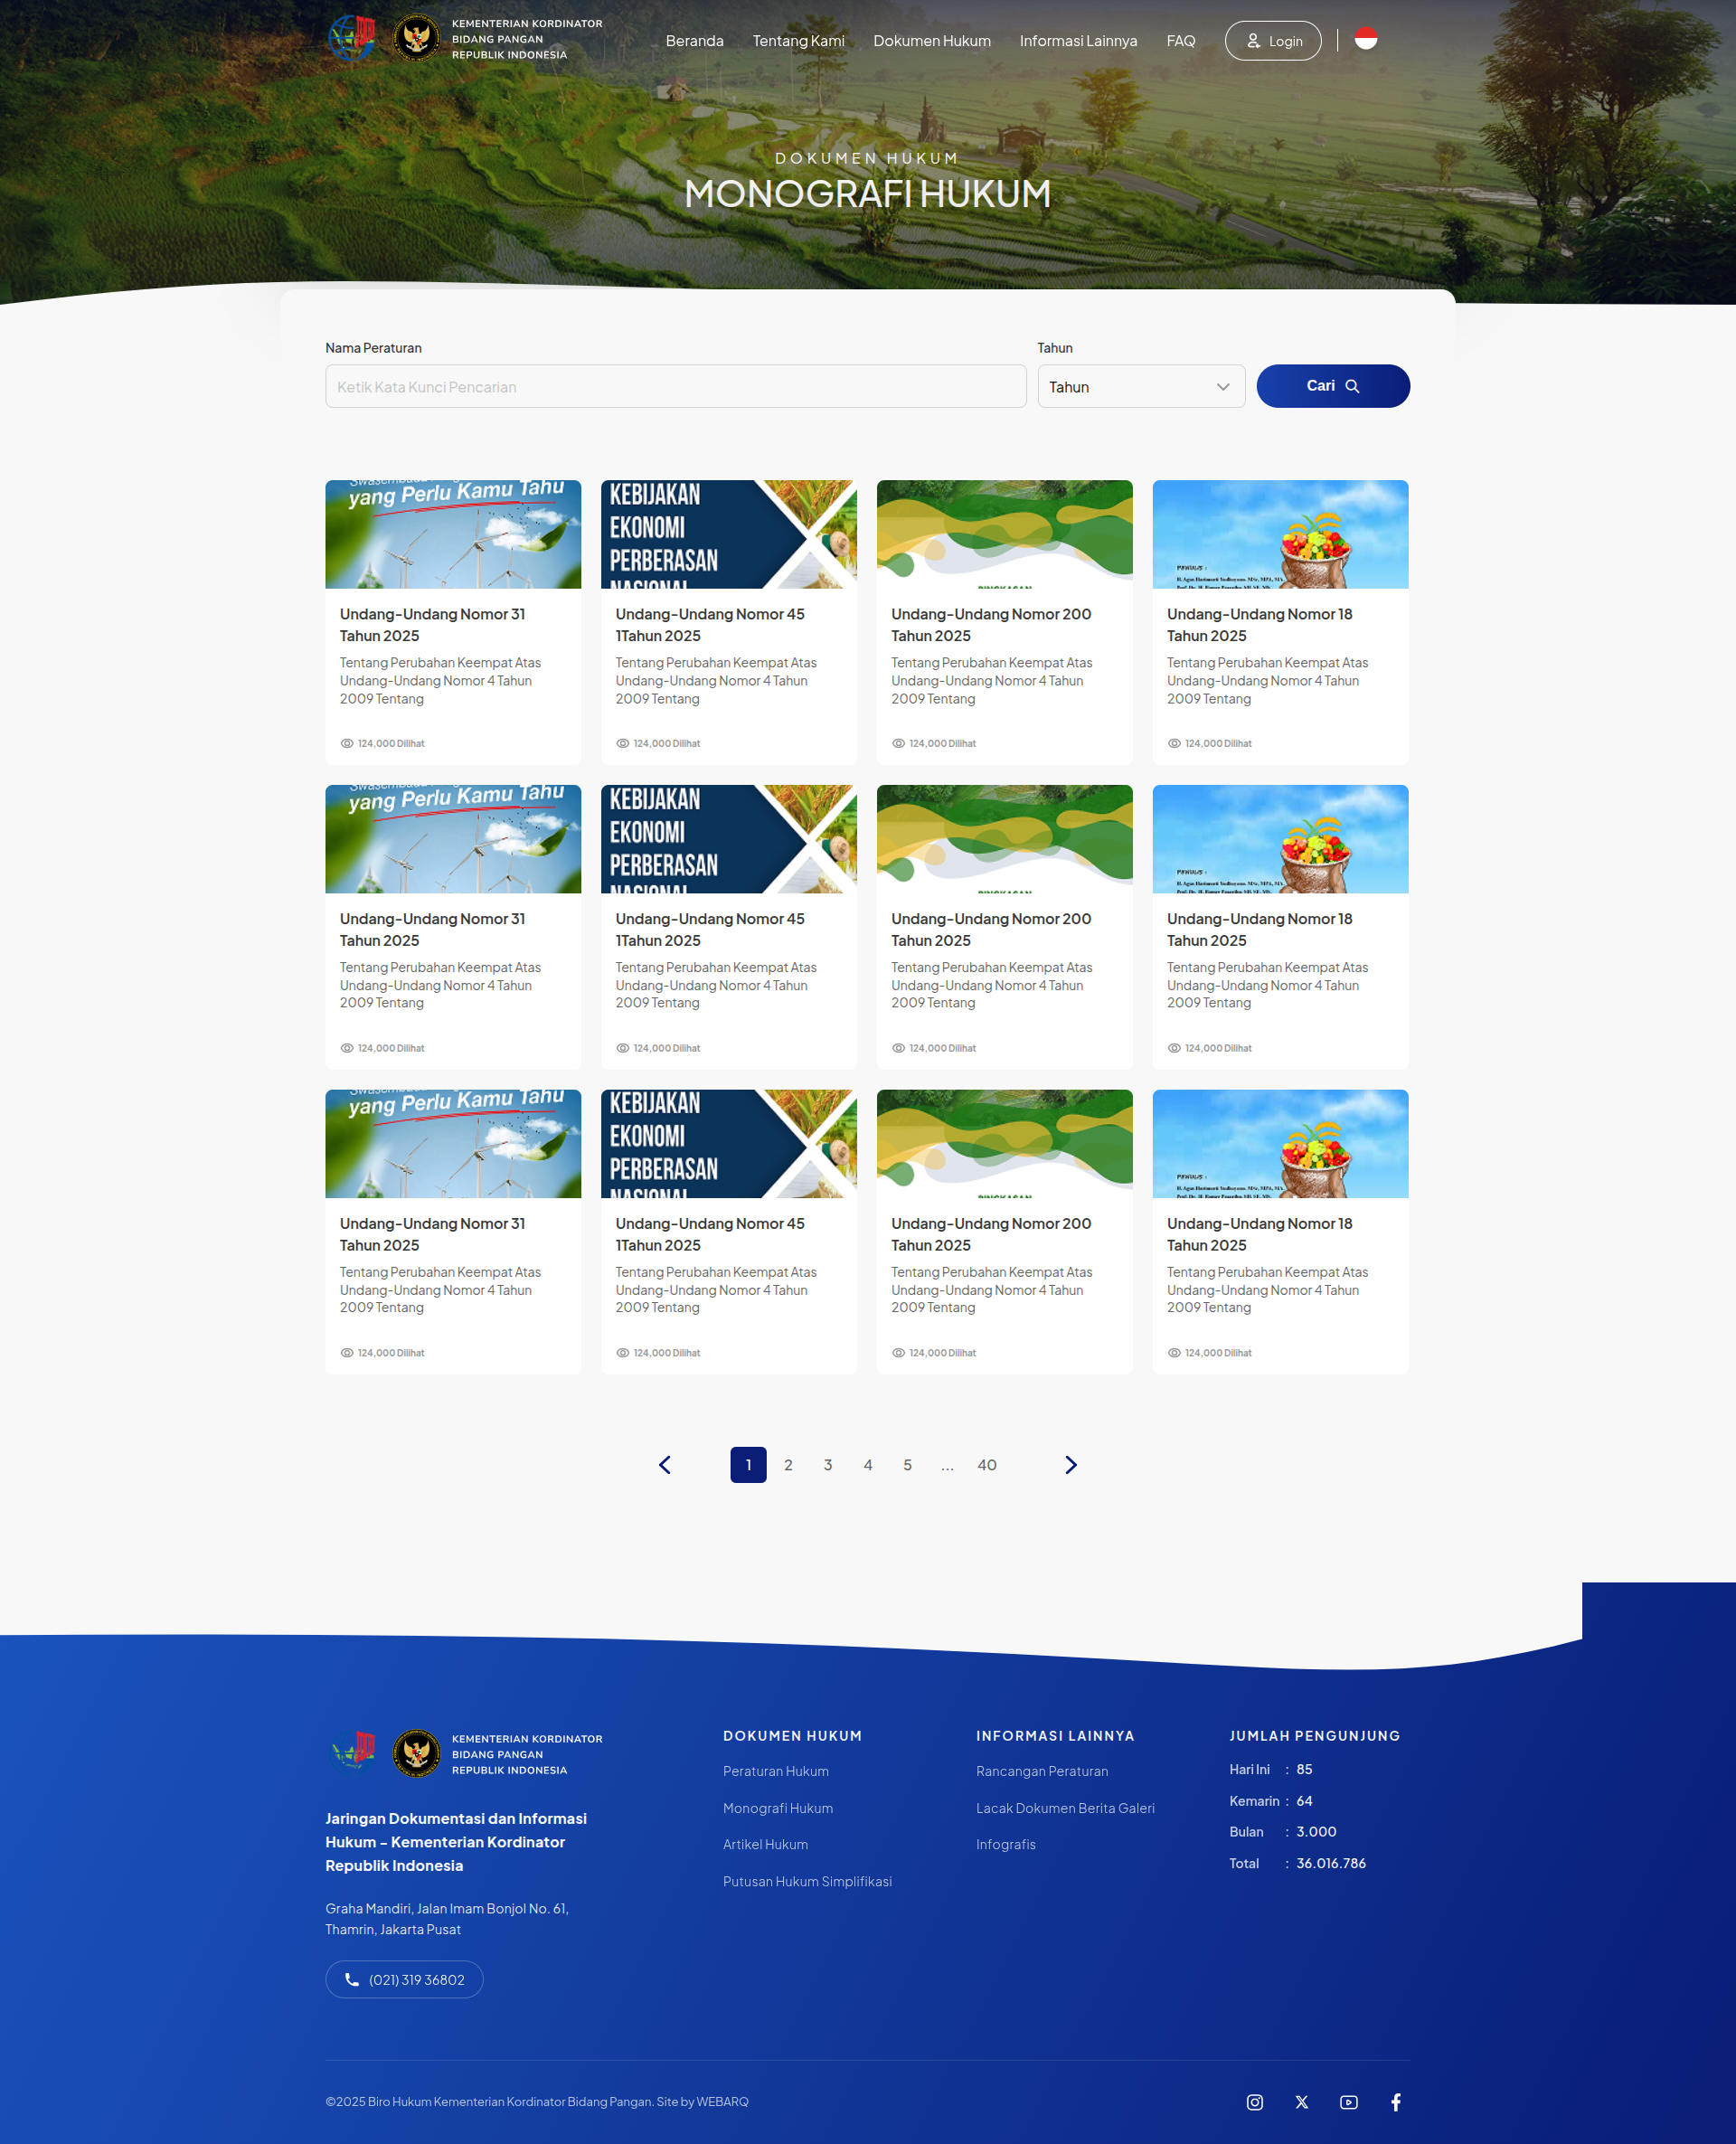 KEMENTERIAN KORDINATOR
BIDANG PANGAN
REPUBLIK INDONESIA
Beranda
Tentang Kami
Dokumen Hukum
Informasi Lainnya
FAQ
Login
DOKUMEN HUKUM
MONOGRAFI HUKUM
Nama Peraturan
Tahun
Ketik Kata Kunci Pencarian
Tahun
Cari
yang Perlu Kamu Tahu
Undang-Undang Nomor 31
Tahun 2025
Tentang Perubahan Keempat Atas
Undang-Undang Nomor 4 Tahun
2009 Tentang
124,000 Dilihat
KEBIJAKAN
EKONOMI
PERBERASAN
NASIONAL
Undang-Undang Nomor 45
1Tahun 2025
Tentang Perubahan Keempat Atas
Undang-Undang Nomor 4 Tahun
2009 Tentang
124,000 Dilihat
RINGKASAN
Undang-Undang Nomor 200
Tahun 2025
Tentang Perubahan Keempat Atas
Undang-Undang Nomor 4 Tahun
2009 Tentang
124,000 Dilihat
PENULIS :
Undang-Undang Nomor 18
Tahun 2025
Tentang Perubahan Keempat Atas
Undang-Undang Nomor 4 Tahun
2009 Tentang
124,000 Dilihat
yang Perlu Kamu Tahu
Undang-Undang Nomor 31
Tahun 2025
Tentang Perubahan Keempat Atas
Undang-Undang Nomor 4 Tahun
2009 Tentang
124,000 Dilihat
KEBIJAKAN
EKONOMI
PERBERASAN
NASIONAL
Undang-Undang Nomor 45
1Tahun 2025
Tentang Perubahan Keempat Atas
Undang-Undang Nomor 4 Tahun
2009 Tentang
124,000 Dilihat
RINGKASAN
Undang-Undang Nomor 200
Tahun 2025
Tentang Perubahan Keempat Atas
Undang-Undang Nomor 4 Tahun
2009 Tentang
124,000 Dilihat
PENULIS :
Undang-Undang Nomor 18
Tahun 2025
Tentang Perubahan Keempat Atas
Undang-Undang Nomor 4 Tahun
2009 Tentang
124,000 Dilihat
yang Perlu Kamu Tahu
Undang-Undang Nomor 31
Tahun 2025
Tentang Perubahan Keempat Atas
Undang-Undang Nomor 4 Tahun
2009 Tentang
124,000 Dilihat
KEBIJAKAN
EKONOMI
PERBERASAN
NASIONAL
Undang-Undang Nomor 45
1Tahun 2025
Tentang Perubahan Keempat Atas
Undang-Undang Nomor 4 Tahun
2009 Tentang
124,000 Dilihat
RINGKASAN
Undang-Undang Nomor 200
Tahun 2025
Tentang Perubahan Keempat Atas
Undang-Undang Nomor 4 Tahun
2009 Tentang
124,000 Dilihat
PENULIS :
Undang-Undang Nomor 18
Tahun 2025
Tentang Perubahan Keempat Atas
Undang-Undang Nomor 4 Tahun
2009 Tentang
124,000 Dilihat
1 2 3 4 5 ... 40
KEMENTERIAN KORDINATOR
BIDANG PANGAN
REPUBLIK INDONESIA
Jaringan Dokumentasi dan Informasi
Hukum - Kementerian Kordinator
Republik Indonesia
Graha Mandiri, Jalan Imam Bonjol No. 61,
Thamrin, Jakarta Pusat
(021) 319 36802
DOKUMEN HUKUM
Peraturan Hukum
Monografi Hukum
Artikel Hukum
Putusan Hukum Simplifikasi
INFORMASI LAINNYA
Rancangan Peraturan
Lacak Dokumen Berita Galeri
Infografis
JUMLAH PENGUNJUNG
Hari Ini : 85
Kemarin : 64
Bulan : 3.000
Total : 36.016.786
©2025 Biro Hukum Kementerian Kordinator Bidang Pangan. Site by WEBARQ